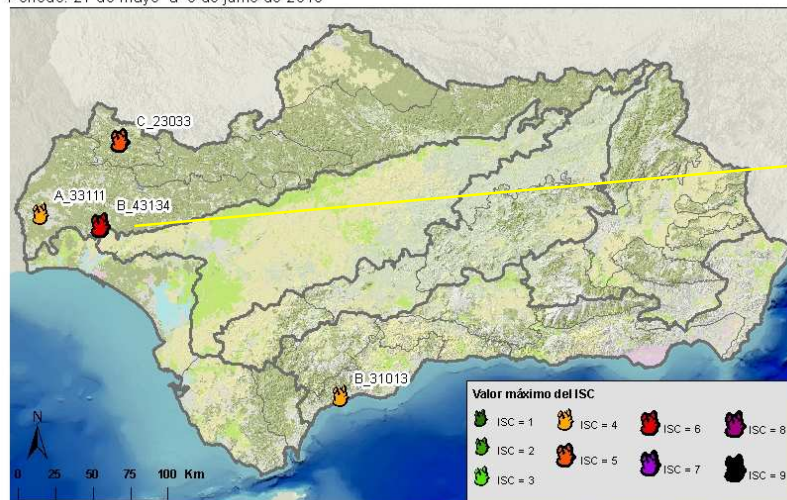 C_23033
A_33111
B_43134
B_31013
N
0 25 50 75 100 Km
Valor máximo del ISC
ISC = 1
ISC = 2
ISC = 3
ISC = 4
ISC = 5
ISC = 6
ISC = 7
ISC = 8
ISC = 9